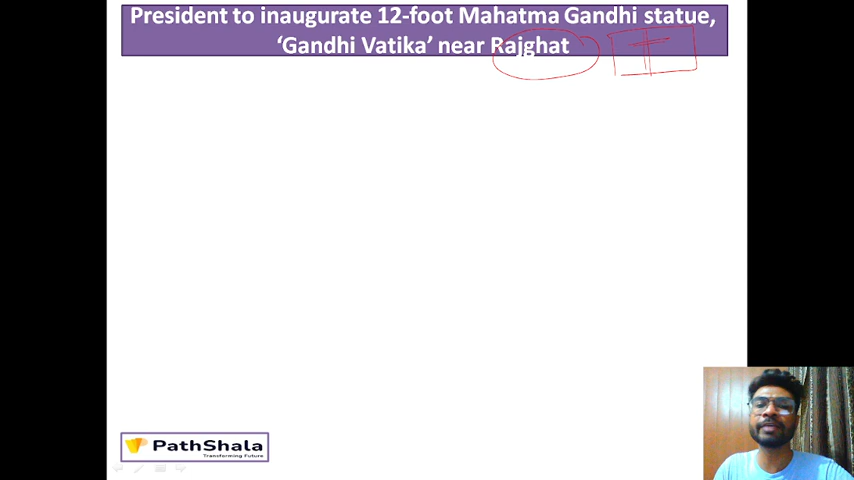 President to inaugurate 12-foot Mahatma Gandhi statue,
‘Gandhi Vatika’ near Rajghat
PathShala
Transforming Future